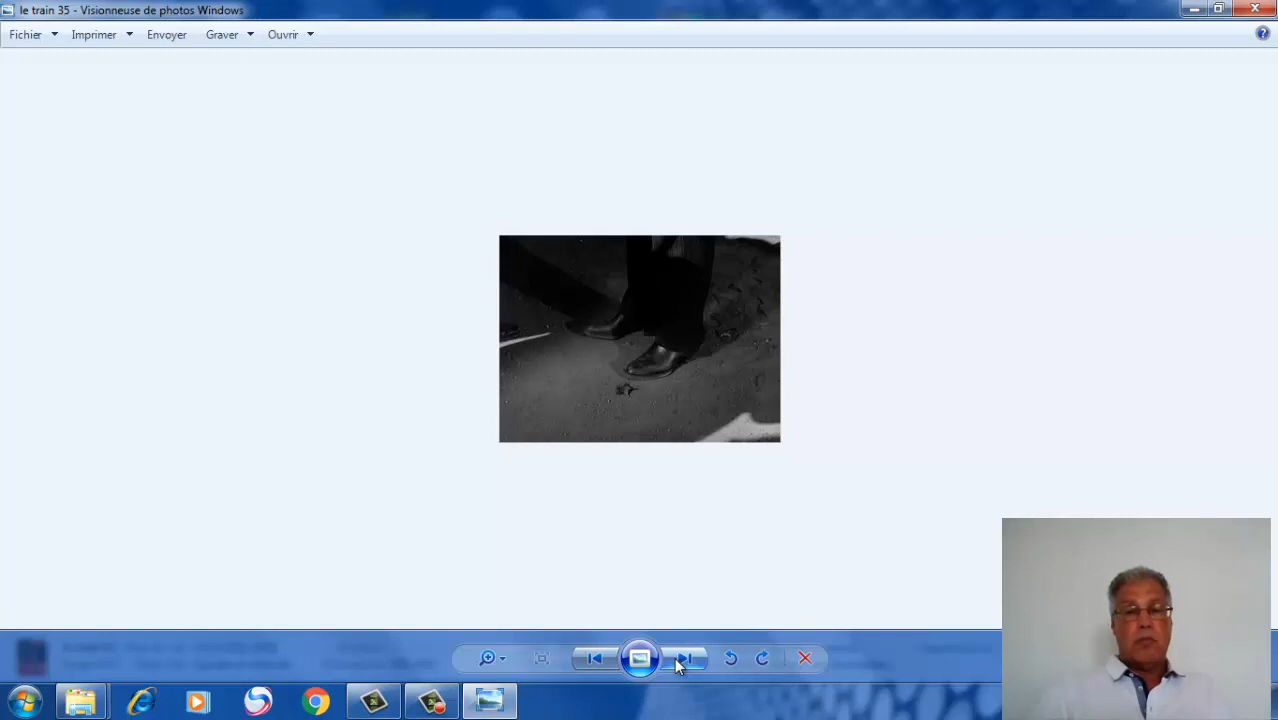 le train 35 - Visionneuse de photos Windows
Fichier Imprimer Envoyer Graver Ouvrir